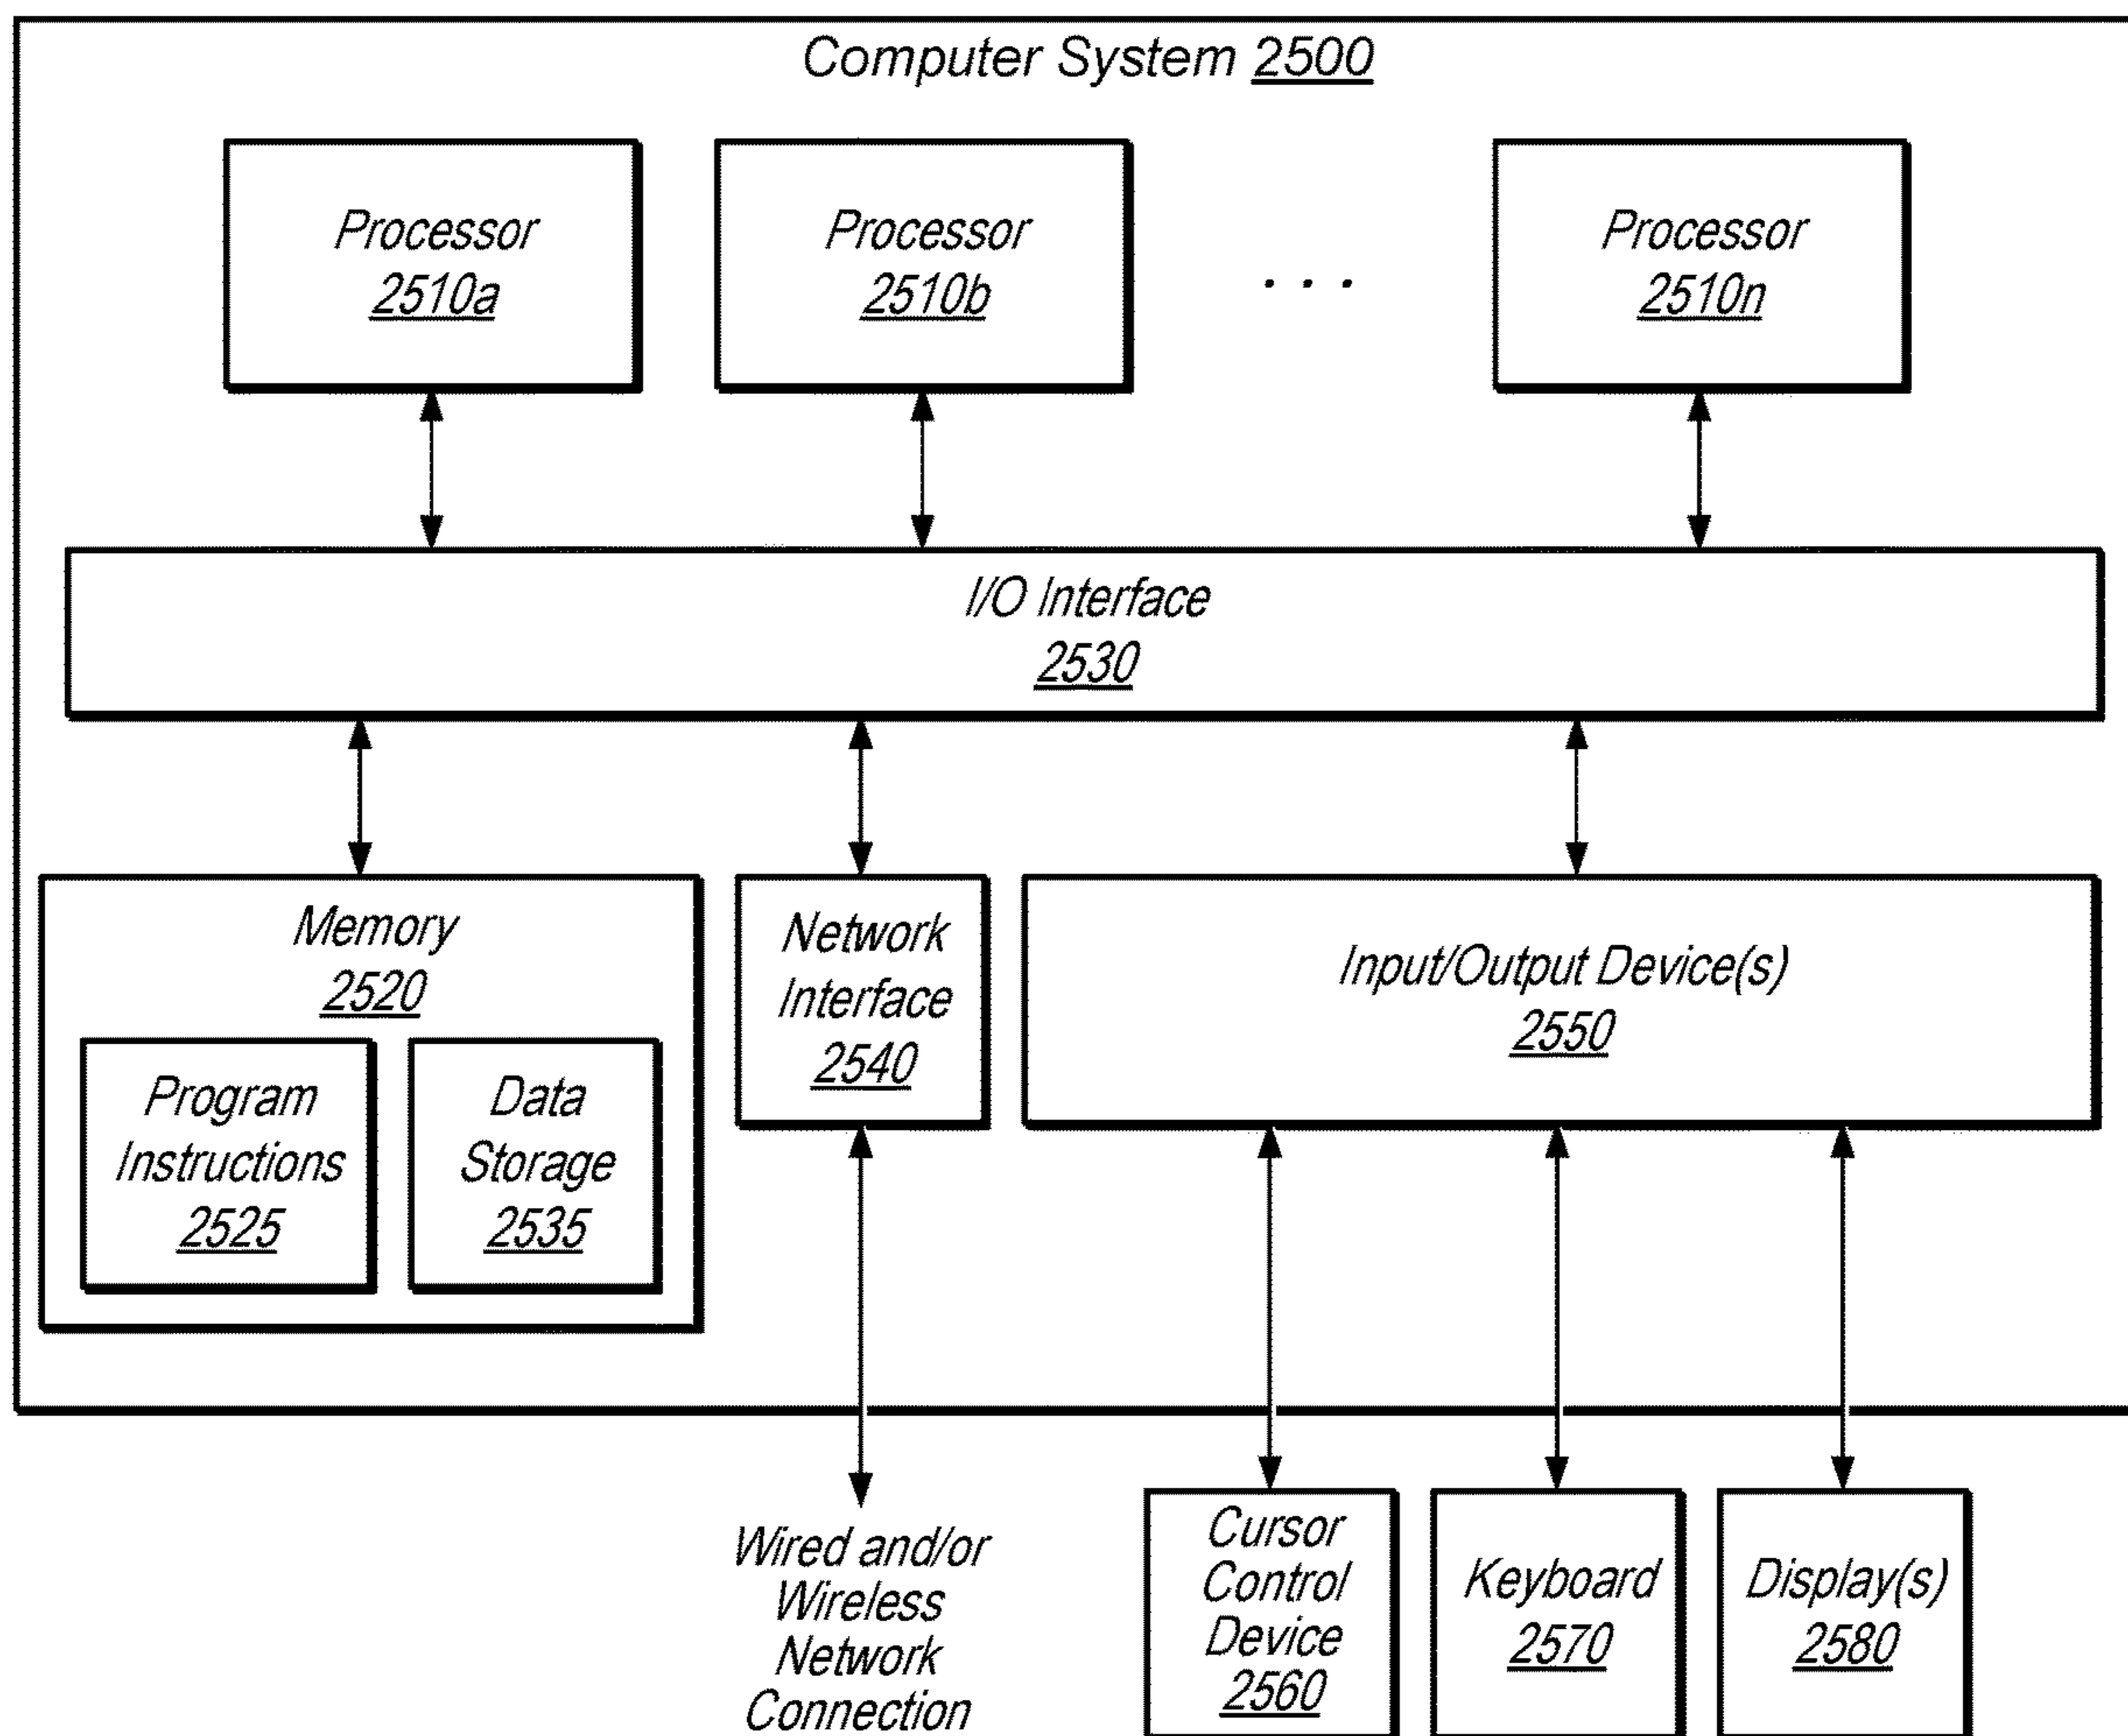 Computer System 2500
Processor
2510a
Processor
2510b
. . .
Processor
2510n
I/O Interface
2530
Memory
2520
Program
Instructions
2525
Data
Storage
2535
Network
Interface
2540
Input/Output Device(s)
2550
Wired and/or
Wireless
Network
Connection
Cursor
Control
Device
2560
Keyboard
2570
Display(s)
2580